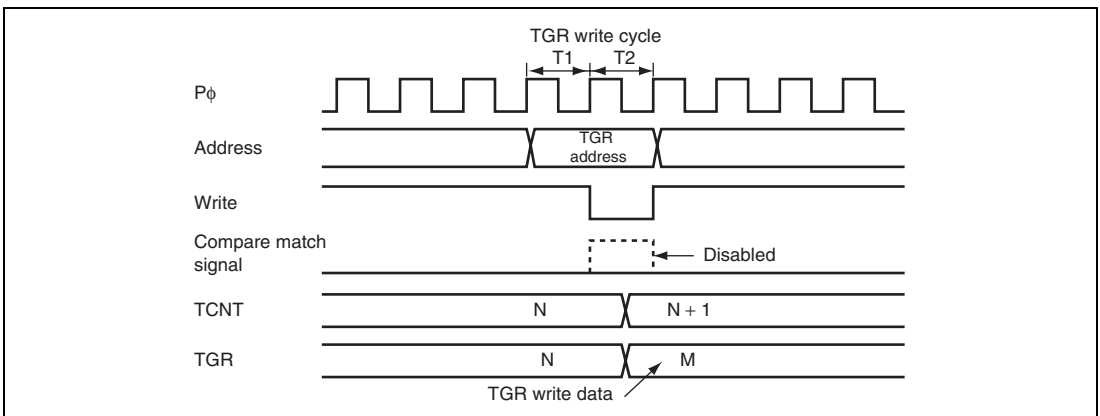 TGR write cycle
T1 T2
Pφ
Address
TGR
address
Write
Compare match
signal
Disabled
TCNT N N + 1
TGR N M
TGR write data